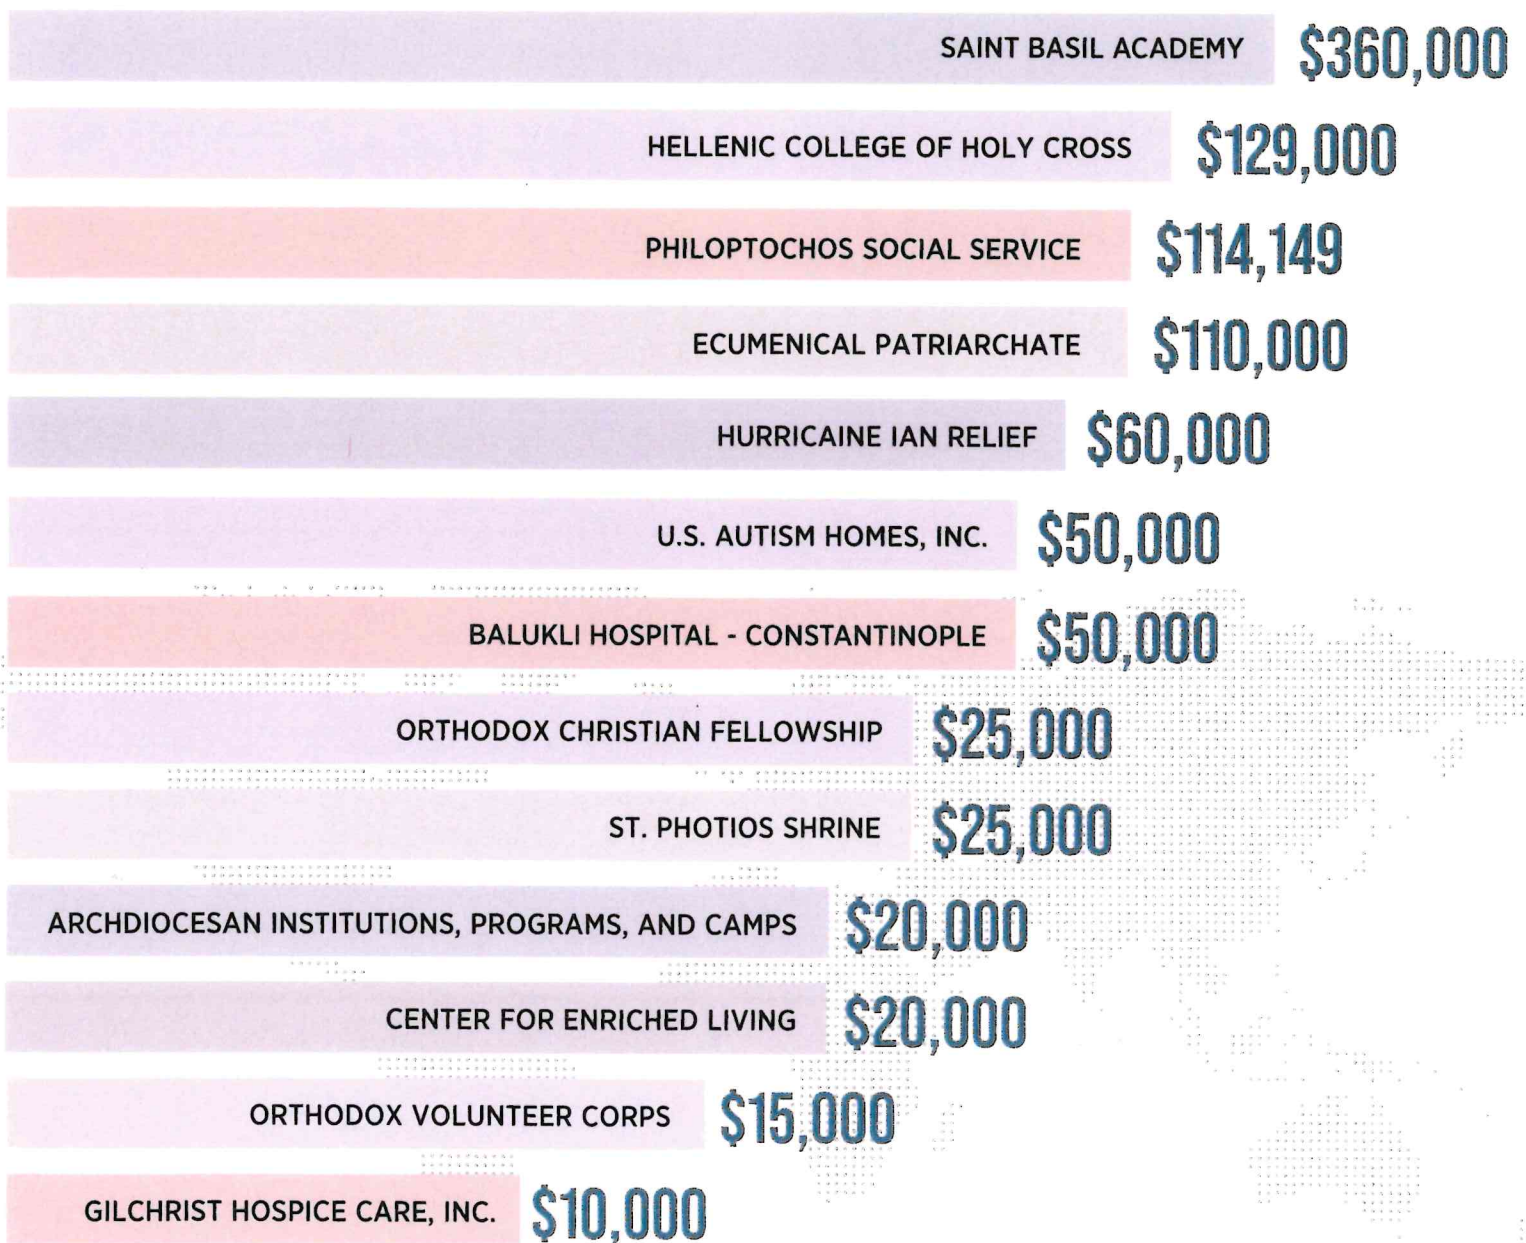 SAINT BASIL ACADEMY $360,000
HELLENIC COLLEGE OF HOLY CROSS $129,000
PHILOPTOCHOS SOCIAL SERVICE $114,149
ECUMENICAL PATRIARCHATE $110,000
HURRICAINE IAN RELIEF $60,000
U.S. AUTISM HOMES, INC. $50,000
BALUKLI HOSPITAL - CONSTANTINOPLE $50,000
ORTHODOX CHRISTIAN FELLOWSHIP $25,000
ST. PHOTIOS SHRINE $25,000
ARCHDIOCESAN INSTITUTIONS, PROGRAMS, AND CAMPS $20,000
CENTER FOR ENRICHED LIVING $20,000
ORTHODOX VOLUNTEER CORPS $15,000
GILCHRIST HOSPICE CARE, INC. $10,000